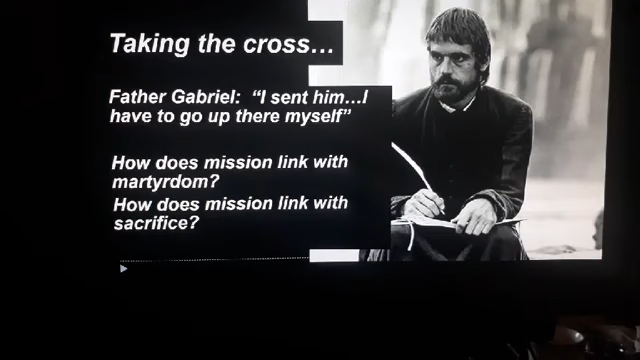 Taking the cross...
Father Gabriel: "I sent him...I
have to go up there myself"
How does mission link with
martyrdom?
How does mission link with
sacrifice?